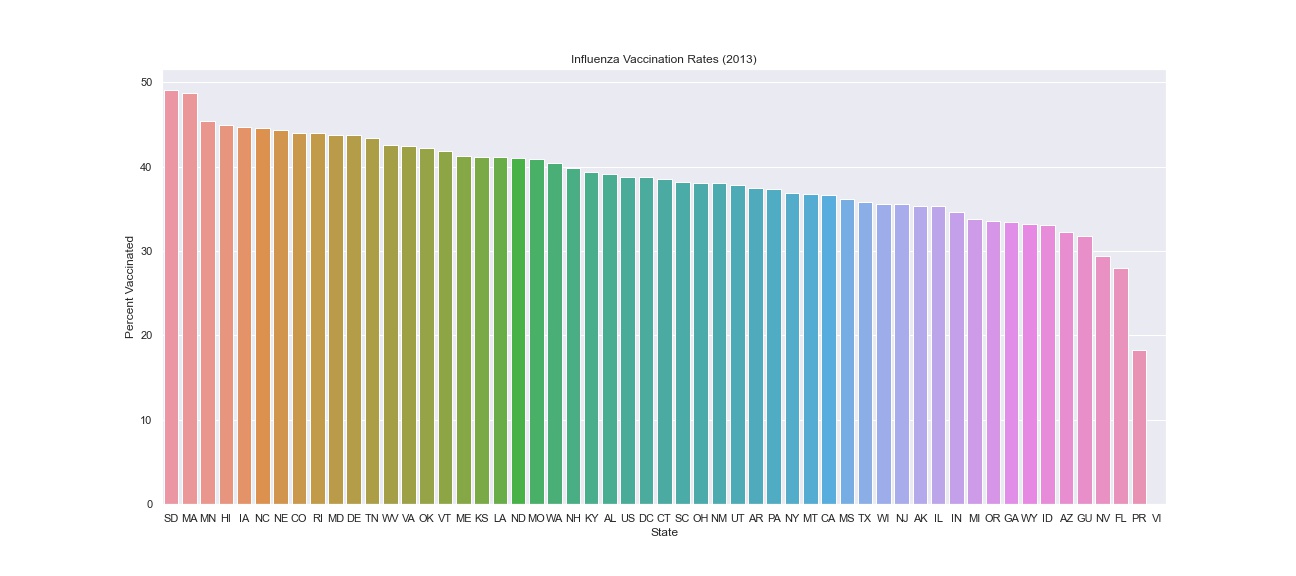 Influenza Vaccination Rates (2013)
50
40
30
20
10
0
Percent Vaccinated
SD MA MN HI IA NC NE CO RI MD DE TN WV VA OK VT ME KS LA ND MO WA NH KY AL US DC CT SC OH NM UT AR PA NY MT CA MS TX WI NJ AK IL IN MI OR GA WY ID AZ GU NV FL PR VI
State